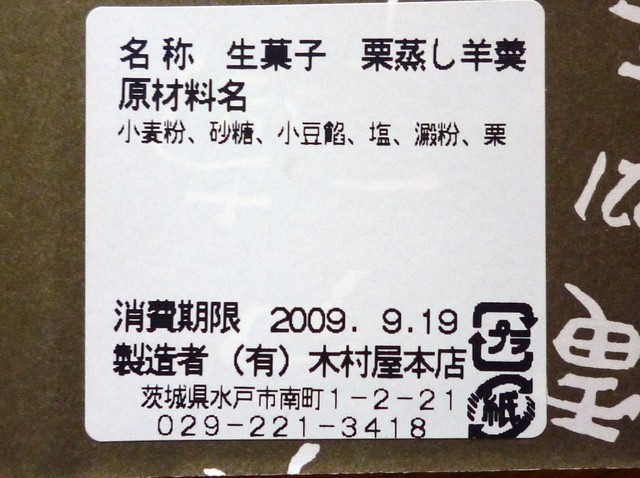 名称 生菓子 栗蒸し羊羹
原材料名
小麦粉、砂糖、小豆餡、塩、澱粉、栗
消費期限 2009. 9.19
製造者 (有) 木村屋本店
茨城県水戸市南町1-2-21
029-221-3418
プラ
紙